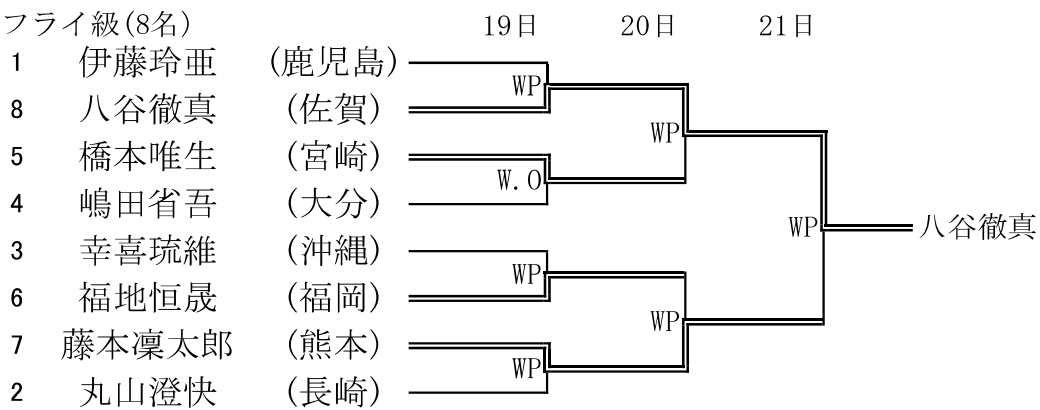 フライ級(8名) 19日 20日 21日
1 伊藤玲亜 (鹿児島)
WP
8 八谷徹真 (佐賀)
WP
5 橋本唯生 (宮崎)
W.O
4 嶋田省吾 (大分)
WP 八谷徹真
3 幸喜琉維 (沖縄)
WP
6 福地恒晟 (福岡)
WP
7 藤本凜太郎 (熊本)
WP
2 丸山澄快 (長崎)